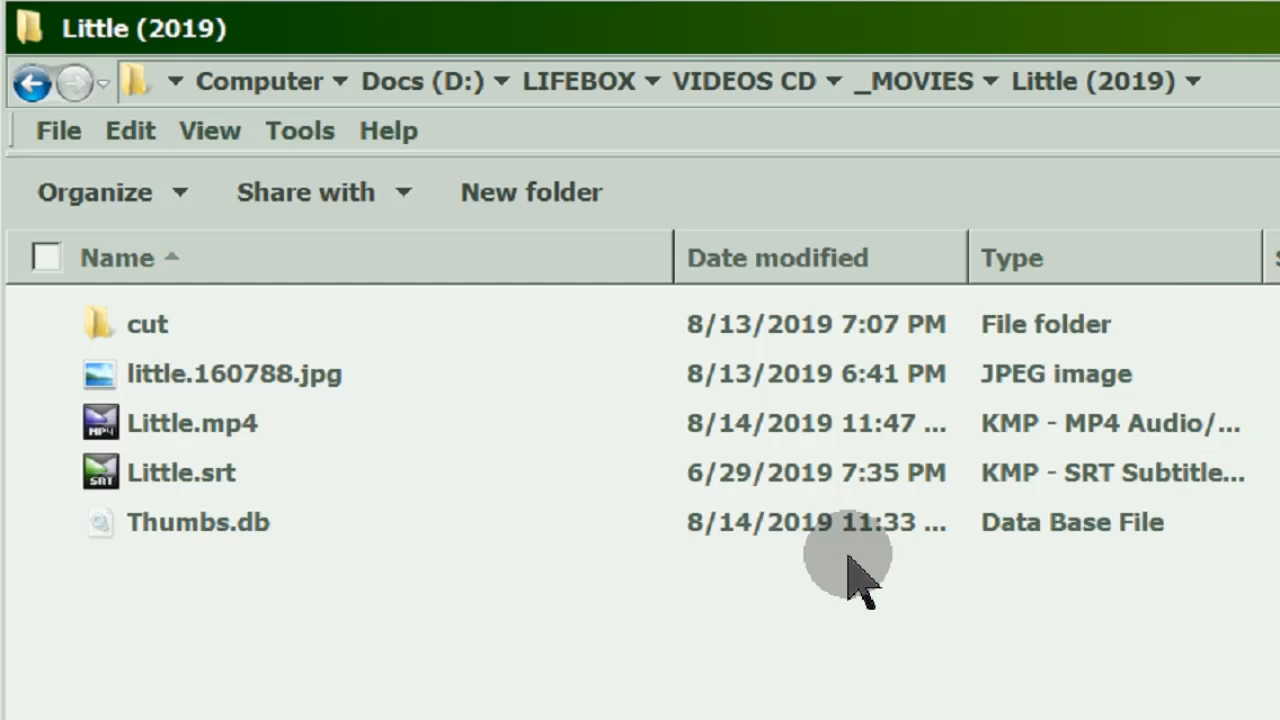 Little (2019)
Computer Docs (D:) LIFEBOX VIDEOS CD _MOVIES Little (2019)
File Edit View Tools Help
Organize Share with New folder
Name Date modified Type
cut 8/13/2019 7:07 PM File folder
little.160788.jpg 8/13/2019 6:41 PM JPEG image
Little.mp4 8/14/2019 11:47 ... KMP - MP4 Audio/...
Little.srt 6/29/2019 7:35 PM KMP - SRT Subtitle...
Thumbs.db 8/14/2019 11:33 ... Data Base File